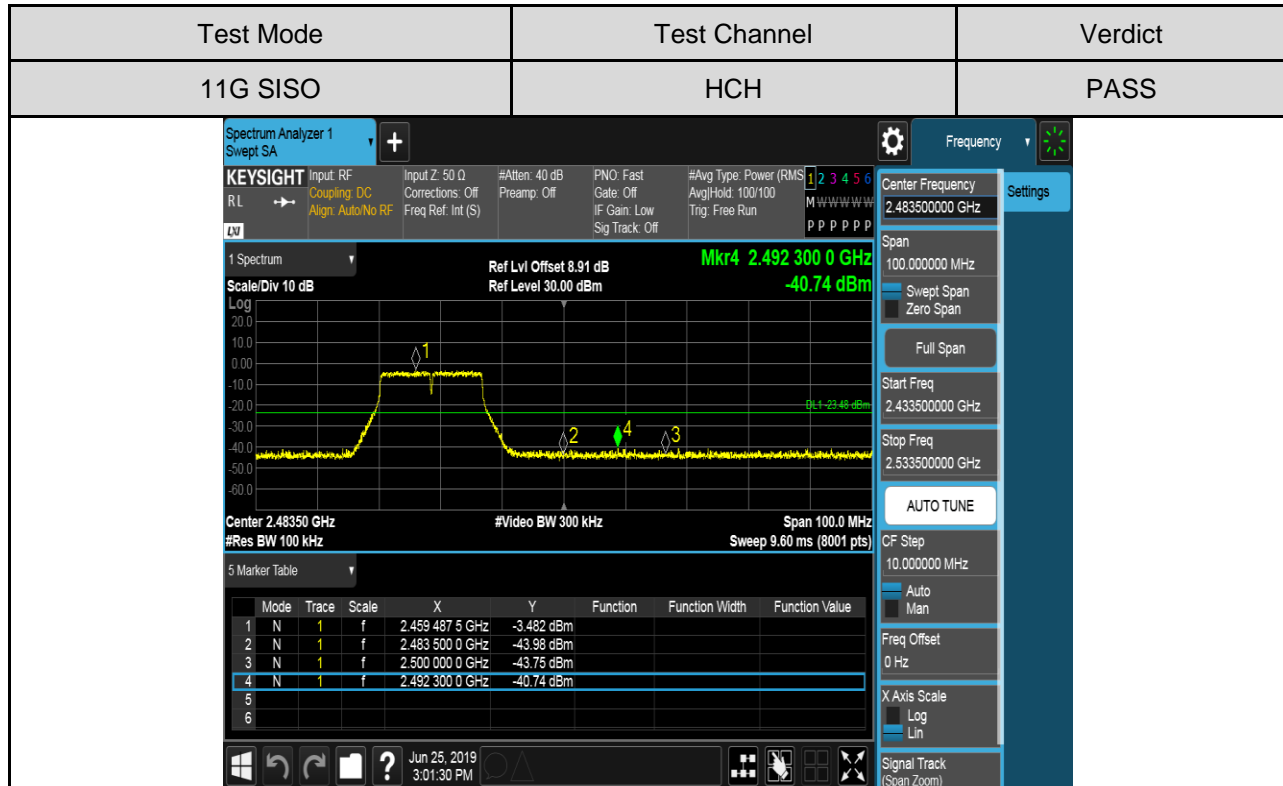 Test Mode Test Channel Verdict
11G SISO HCH PASS
Spectrum Analyzer 1
Swept SA
+
Frequency
KEYSIGHT
RL
LXI
Input: RF
Coupling: DC
Align: Auto/No RF
Input Z: 50 Ω
Corrections: Off
Freq Ref: Int (S)
#Atten: 40 dB
Preamp: Off
PNO: Fast
Gate: Off
IF Gain: Low
Sig Track: Off
#Avg Type: Power (RMS
Avg|Hold: 100/100
Trig: Free Run
1 2 3 4 5 6
M W W W W W
P P P P P P
1 Spectrum
Scale/Div 10 dB
Ref Lvl Offset 8.91 dB
Ref Level 30.00 dBm
Mkr4 2.492 300 0 GHz
-40.74 dBm
Log
20.0
10.0
0.00
-10.0
-20.0
-30.0
-40.0
-50.0
-60.0
1
2
4
3
DL1 -23.48 dBm
Center 2.48350 GHz
#Res BW 100 kHz
#Video BW 300 kHz
Span 100.0 MHz
Sweep 9.60 ms (8001 pts)
5 Marker Table
Mode Trace Scale X Y Function Function Width Function Value
1 N 1 f 2.459 487 5 GHz -3.482 dBm
2 N 1 f 2.483 500 0 GHz -43.98 dBm
3 N 1 f 2.500 000 0 GHz -43.75 dBm
4 N 1 f 2.492 300 0 GHz -40.74 dBm
5
6
?
Jun 25, 2019
3:01:30 PM
Center Frequency
2.483500000 GHz
Settings
Span
100.000000 MHz
Swept Span
Zero Span
Full Span
Start Freq
2.433500000 GHz
Stop Freq
2.533500000 GHz
AUTO TUNE
CF Step
10.000000 MHz
Auto
Man
Freq Offset
0 Hz
X Axis Scale
Log
Lin
Signal Track
(Span Zoom)